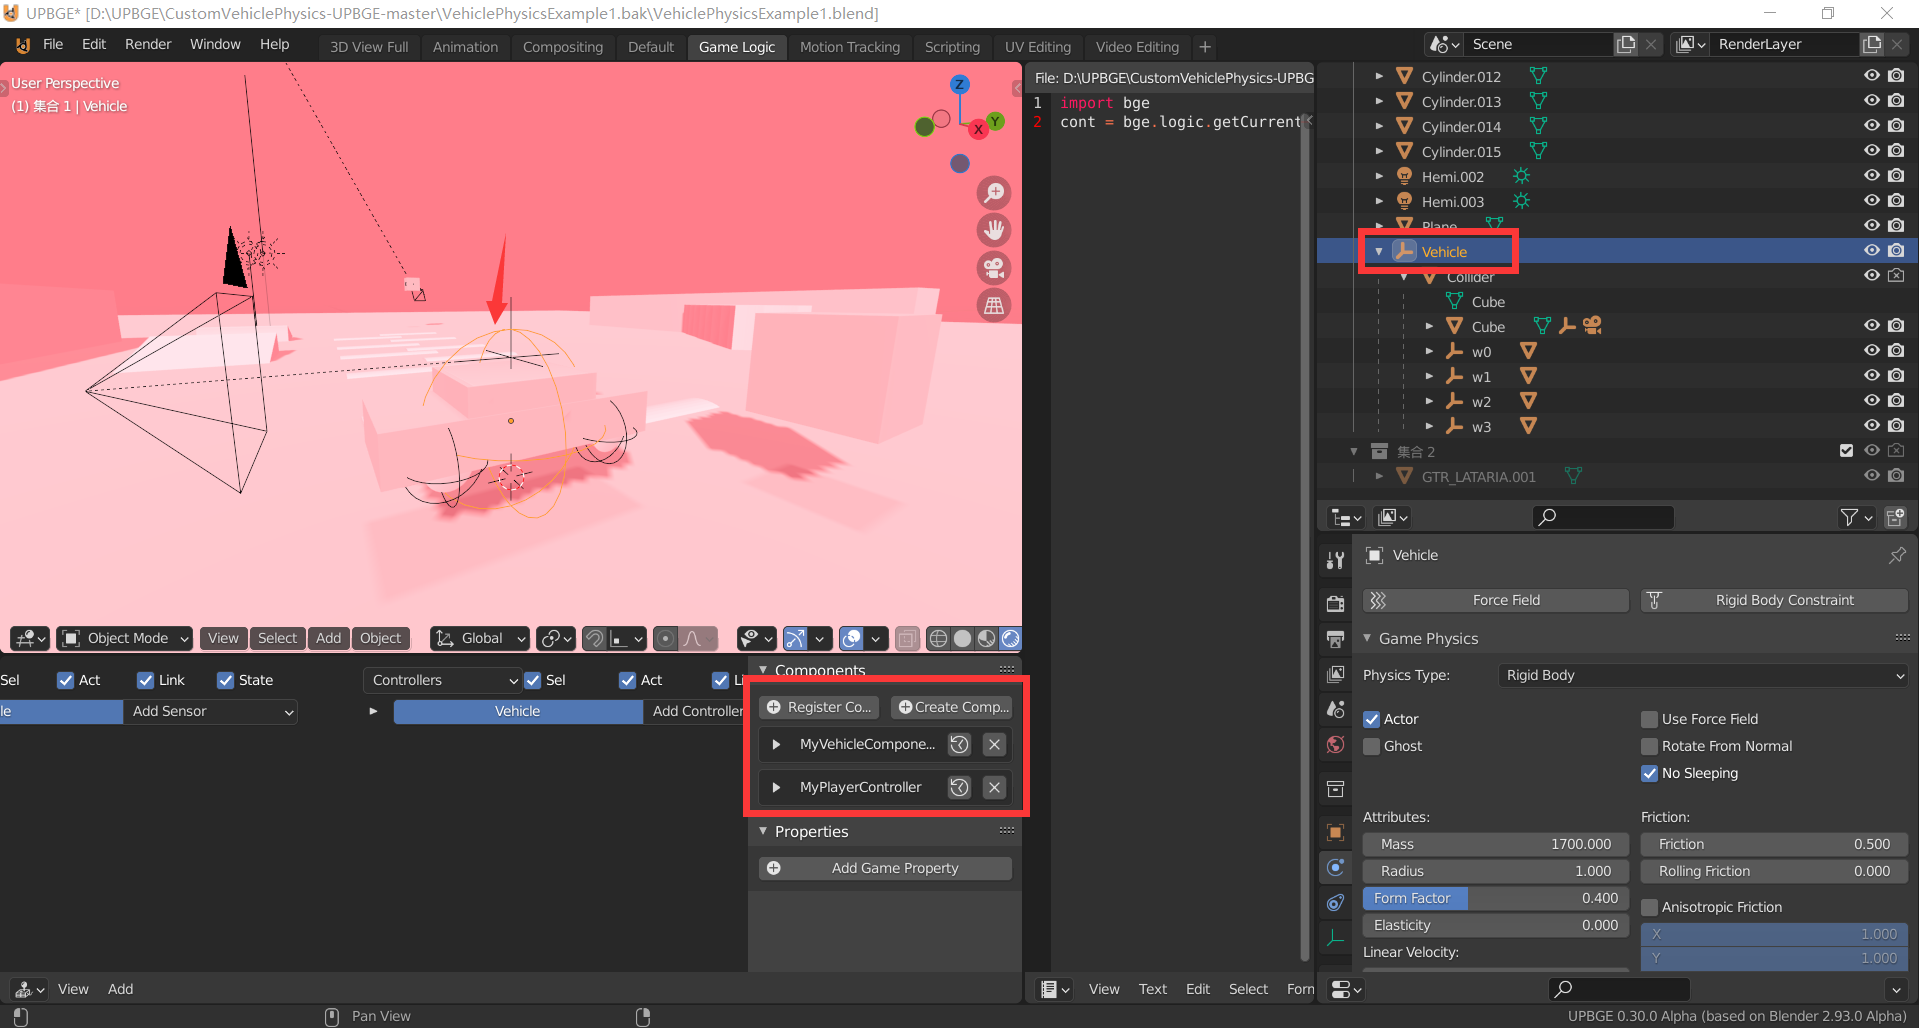 UPBGE* [D:\UPBGE\CustomVehiclePhysics-UPBGE-master\VehiclePhysicsExample1.bak\VehiclePhysicsExample1.blend]
File Edit Render Window Help
3D View Full Animation Compositing Default Game Logic Motion Tracking Scripting UV Editing Video Editing +
Scene
RenderLayer
User Perspective
(1) 集合 1 | Vehicle
Z
Y
X
Object Mode View Select Add Object Global
File: D:\UPBGE\CustomVehiclePhysics-UPBG
1 import bge
2 cont = bge.logic.getCurrent
Cylinder.012
Cylinder.013
Cylinder.014
Cylinder.015
Hemi.002
Hemi.003
Plane
Vehicle
Collider
Cube
Cube
w0
w1
w2
w3
集合 2
GTR_LATARIA.001
Sel Act Link State
Controllers Sel Act Li
le Add Sensor
Vehicle Add Controller
Components
Register Co... Create Comp...
MyVehicleCompone...
MyPlayerController
Properties
Add Game Property
Vehicle
Force Field Rigid Body Constraint
Game Physics
Physics Type: Rigid Body
Actor Use Force Field
Ghost Rotate From Normal
No Sleeping
Attributes: Friction:
Mass 1700.000 Friction 0.500
Radius 1.000 Rolling Friction 0.000
Form Factor 0.400 Anisotropic Friction
Elasticity 0.000 X 1.000
Linear Velocity: Y 1.000
View Add
View Text Edit Select Forn
Pan View
UPBGE 0.30.0 Alpha (based on Blender 2.93.0 Alpha)